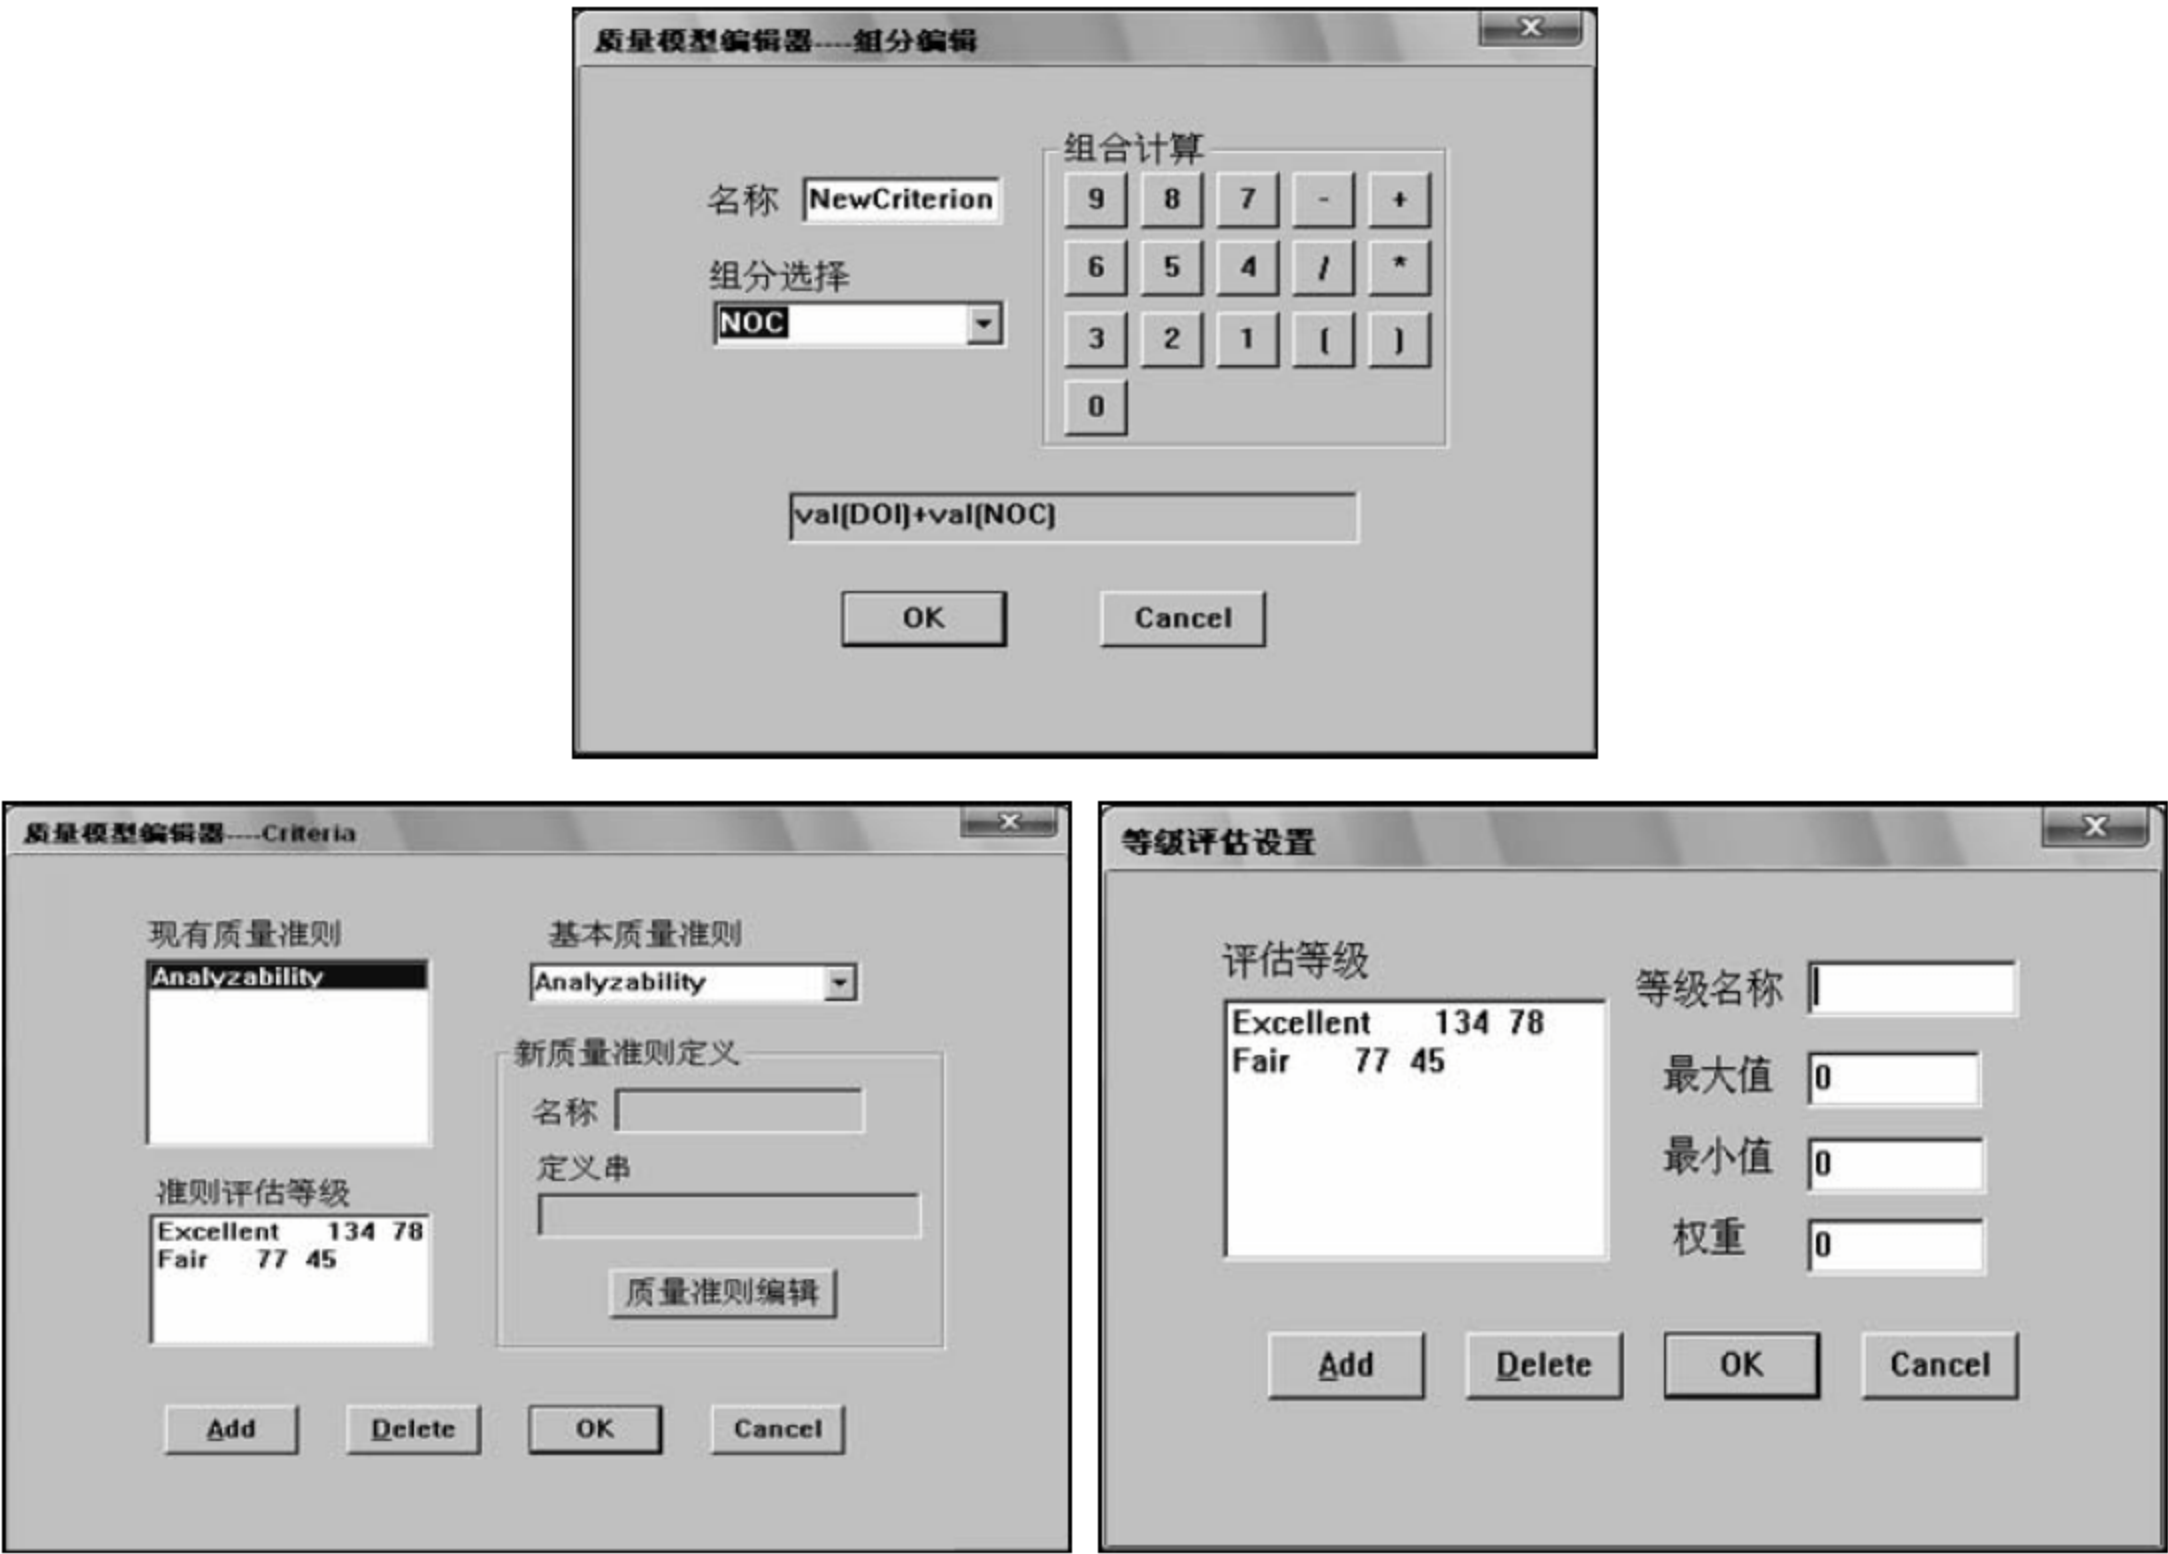 质量模型编辑器----组分编辑
名称 NewCriterion
组分选择
NOC
组合计算
9 8 7 - +
6 5 4 / *
3 2 1 ( )
0
val(DOI)+val(NOC)
OK Cancel
质量模型编辑器----Criteria
现有质量准则
Analyzability
准则评估等级
Excellent 134 78
Fair 77 45
基本质量准则
Analyzability
新质量准则定义
名称
定义串
质量准则编辑
Add Delete OK Cancel
等级评估设置
评估等级
Excellent 134 78
Fair 77 45
等级名称
最大值 0
最小值 0
权重 0
Add Delete OK Cancel